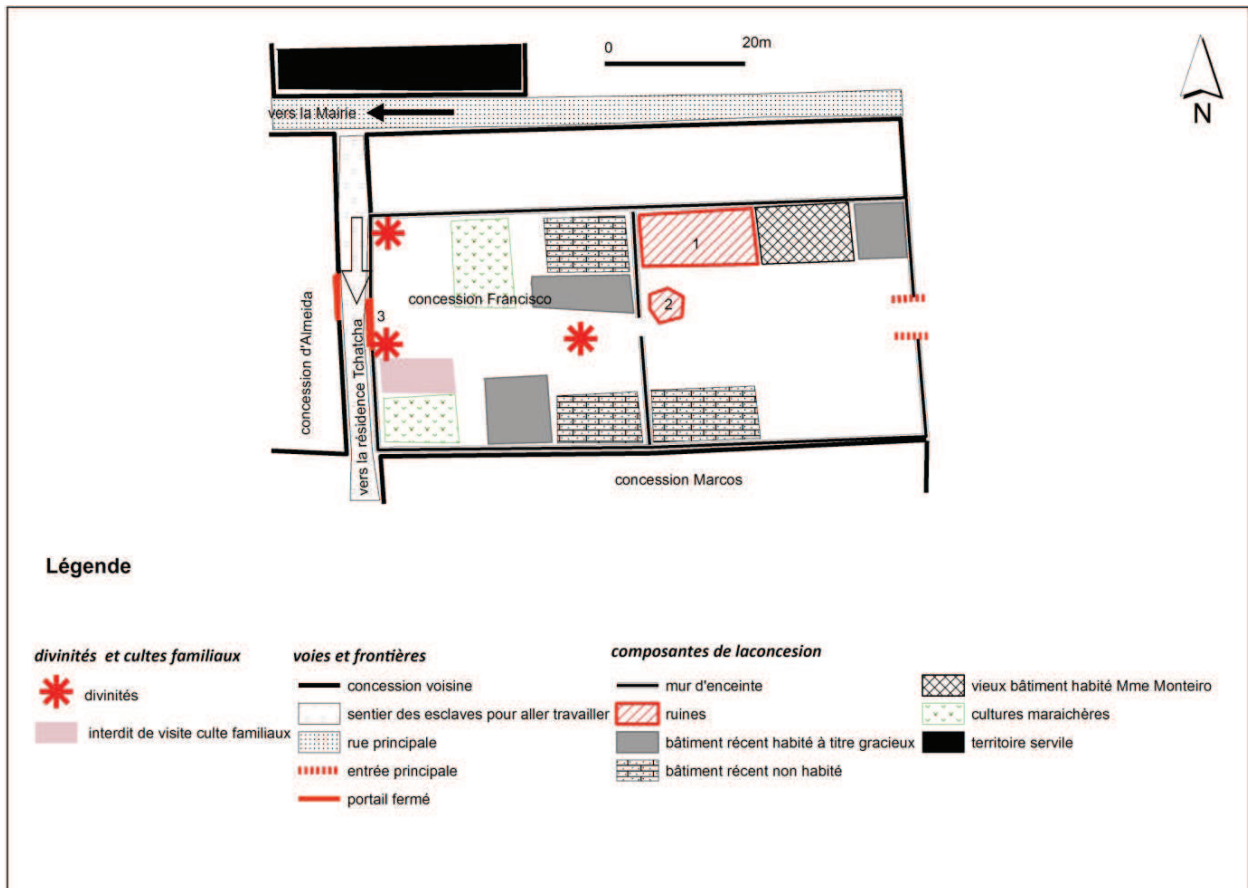 0 20m
vers la Mairie
N
1
concession Francisco
2
3
concession d'Almeida
vers la résidence Tchatcha
concession Marcos
Légende
divinités et cultes familiaux
divinités
interdit de visite culte familiaux
voies et frontières
concession voisine
sentier des esclaves pour aller travailler
rue principale
entrée principale
portail fermé
composantes de laconcesion
mur d'enceinte
ruines
bâtiment récent habité à titre gracieux
bâtiment récent non habité
vieux bâtiment habité Mme Monteiro
cultures maraichères
territoire servile